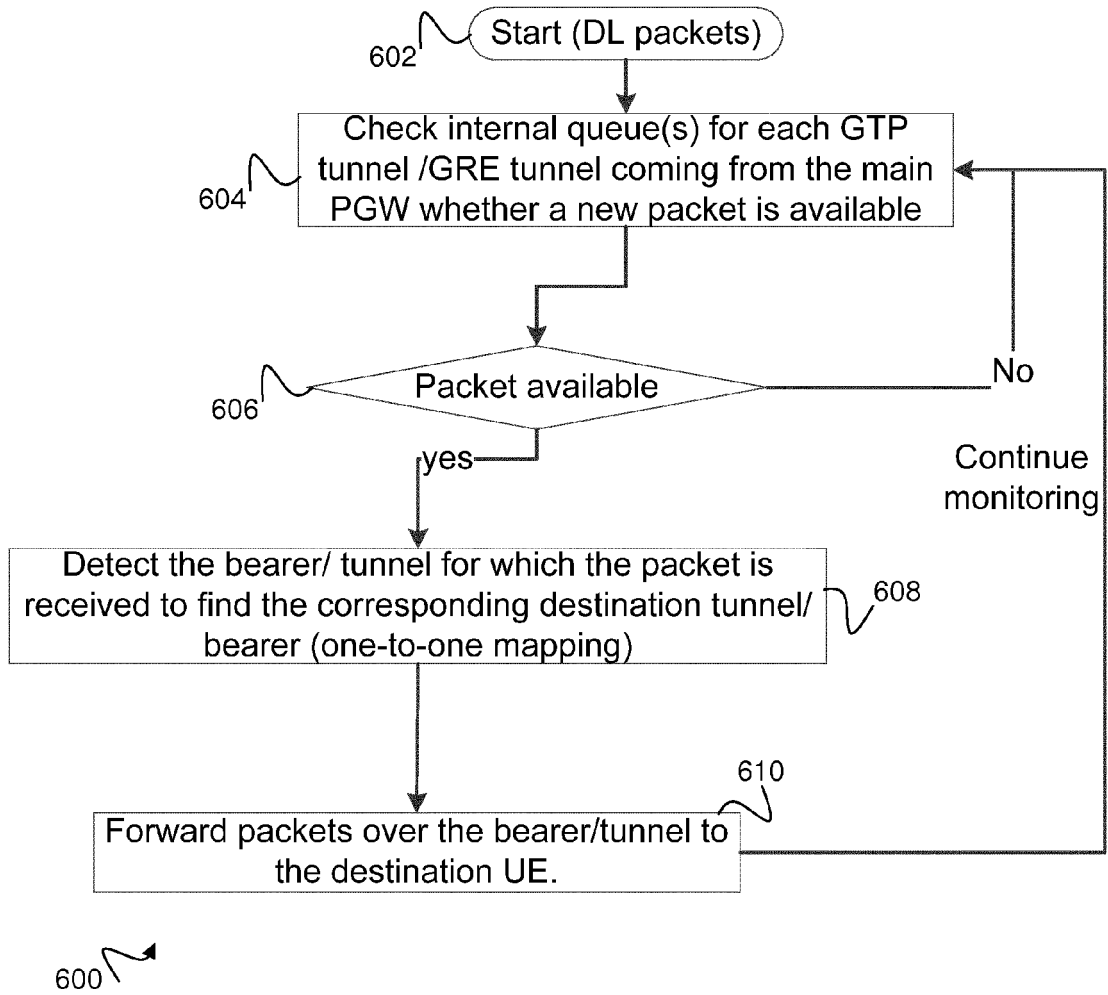 Start (DL packets)
602
Check internal queue(s) for each GTP
tunnel /GRE tunnel coming from the main
PGW whether a new packet is available
604
Packet available
No
606
yes
Continue
monitoring
Detect the bearer/ tunnel for which the packet is
received to find the corresponding destination tunnel/
bearer (one-to-one mapping)
608
610
Forward packets over the bearer/tunnel to
the destination UE.
600